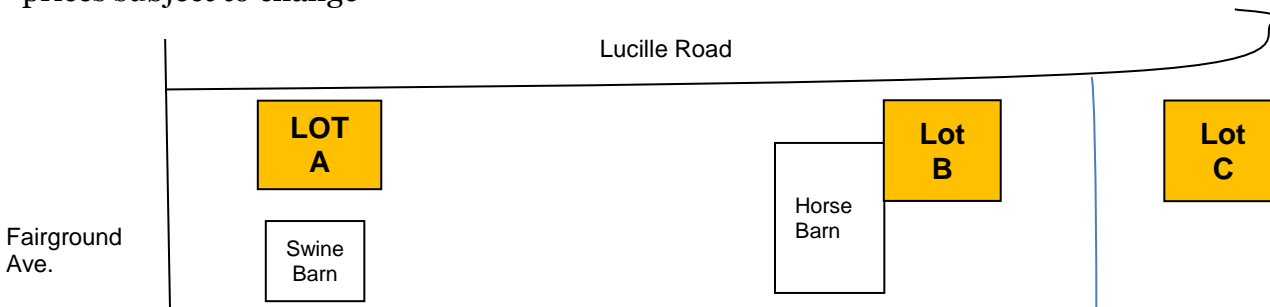 prices subject to change
Lucille Road
LOT
A
Lot
B
Lot
C
Horse
Barn
Fairground
Ave.
Swine
Barn